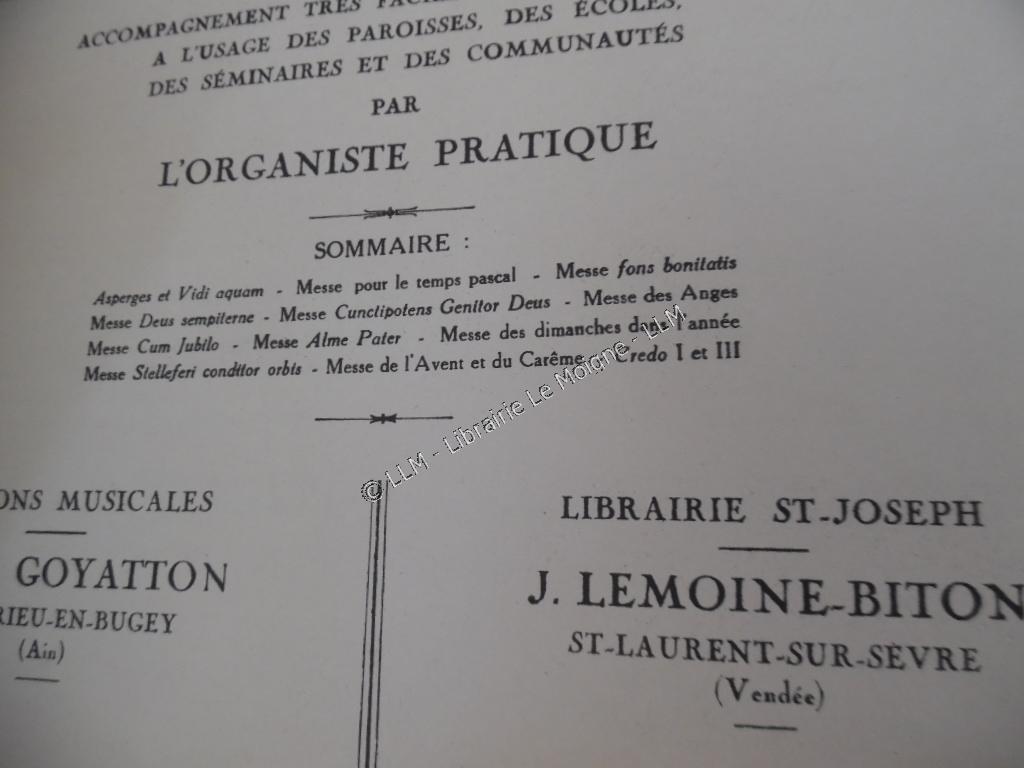 ACCOMPAGNEMENT TRÈS
A L'USAGE DES PAROISSES, DES ÉCOLES,
DES SÉMINAIRES ET DES COMMUNAUTÉS
PAR
L'ORGANISTE PRATIQUE
SOMMAIRE :
Asperges et Vidi aquam - Messe pour le temps pascal - Messe fons bonitatis
Messe Deus sempiterne - Messe Cunctipotens Genitor Deus - Messe des Anges
Messe Cum Jubilo - Messe Alme Pater - Messe des dimanches dans l'année
Messe Stelleferi conditor orbis - Messe de l'Avent et du Carême - Credo I et III
© LLM - Librairie Le Moigne - LLM
ONS MUSICALES
GOYATTON
RIEU-EN-BUGEY
(Ain)
LIBRAIRIE ST-JOSEPH
J. LEMOINE-BITON
ST-LAURENT-SUR-SÈVRE
(Vendée)